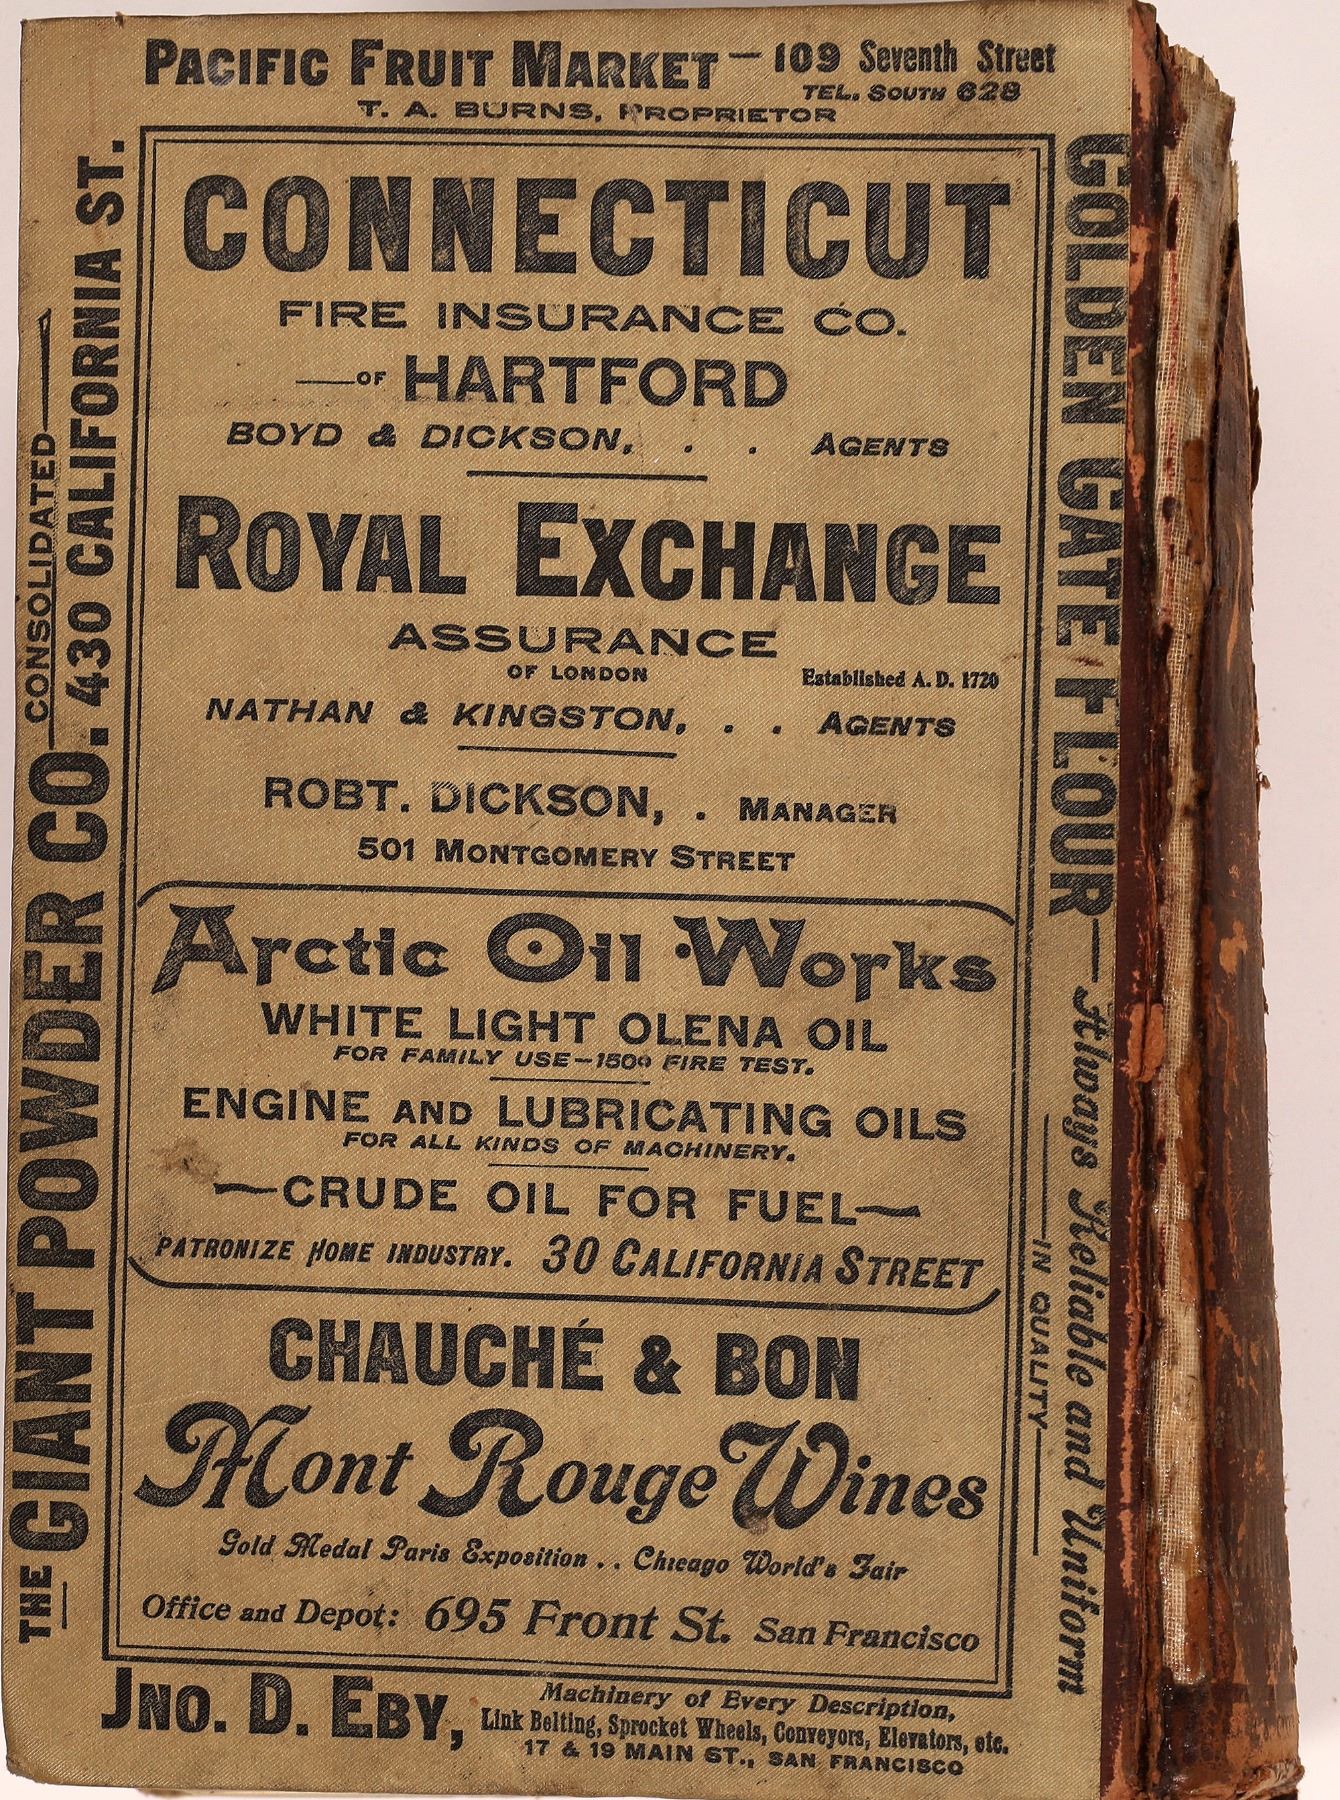 PACIFIC FRUIT MARKET — 109 Seventh Street
TEL. SOUTH 628
T. A. BURNS, PROPRIETOR
CONNECTICUT
FIRE INSURANCE CO.
—OF HARTFORD
BOYD & DICKSON, . . AGENTS
ROYAL EXCHANGE
ASSURANCE
OF LONDON
Established A. D. 1720
NATHAN & KINGSTON, . . AGENTS
ROBT. DICKSON, . MANAGER
501 MONTGOMERY STREET
Arctic Oil Works
WHITE LIGHT OLENA OIL
FOR FAMILY USE—150° FIRE TEST.
ENGINE AND LUBRICATING OILS
FOR ALL KINDS OF MACHINERY.
—CRUDE OIL FOR FUEL—
PATRONIZE HOME INDUSTRY. 30 CALIFORNIA STREET
CHAUCHÉ & BON
Mont Rouge Wines
Gold Medal Paris Exposition . . Chicago World's Fair
Office and Depot: 695 Front St. San Francisco
JNO. D. EBY,
Machinery of Every Description,
Link Belting, Sprocket Wheels, Conveyors, Elevators, etc.
17 & 19 MAIN ST., SAN FRANCISCO
THE GIANT POWDER CO. 430 CALIFORNIA ST.
CONSOLIDATED
GOLDEN GATE FLOUR—Always Reliable and Uniform
—IN QUALITY—